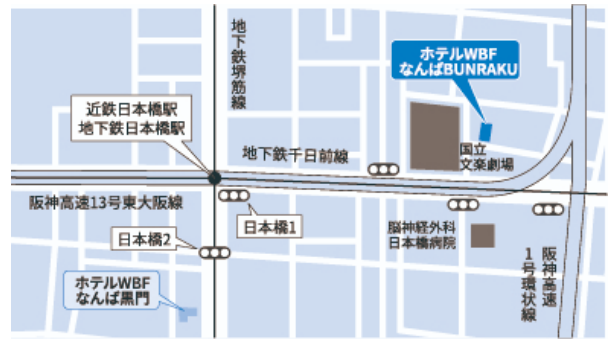 地下鉄堺筋線
ホテルWBF
なんばBUNRAKU
近鉄日本橋駅
地下鉄日本橋駅
地下鉄千日前線
国立
文楽劇場
阪神高速13号東大阪線
日本橋1
日本橋2
脳神経外科
日本橋病院
阪神高速
1号環状線
ホテルWBF
なんば黒門